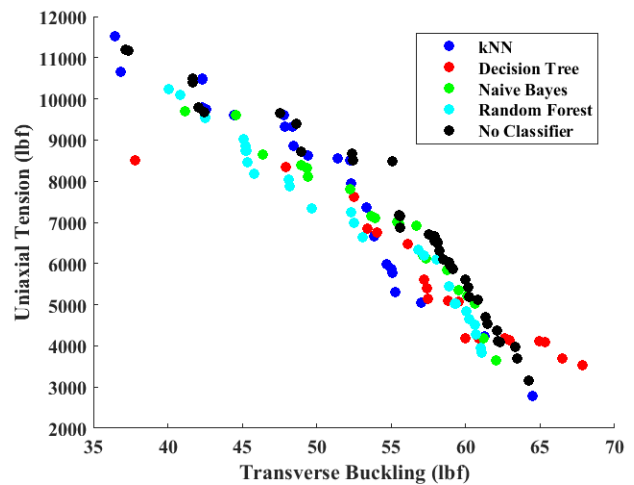 12000
11000
10000
9000
8000
7000
6000
5000
4000
3000
2000
Uniaxial Tension (lbf)
kNN
Decision Tree
Naive Bayes
Random Forest
No Classifier
35 40 45 50 55 60 65 70
Transverse Buckling (lbf)